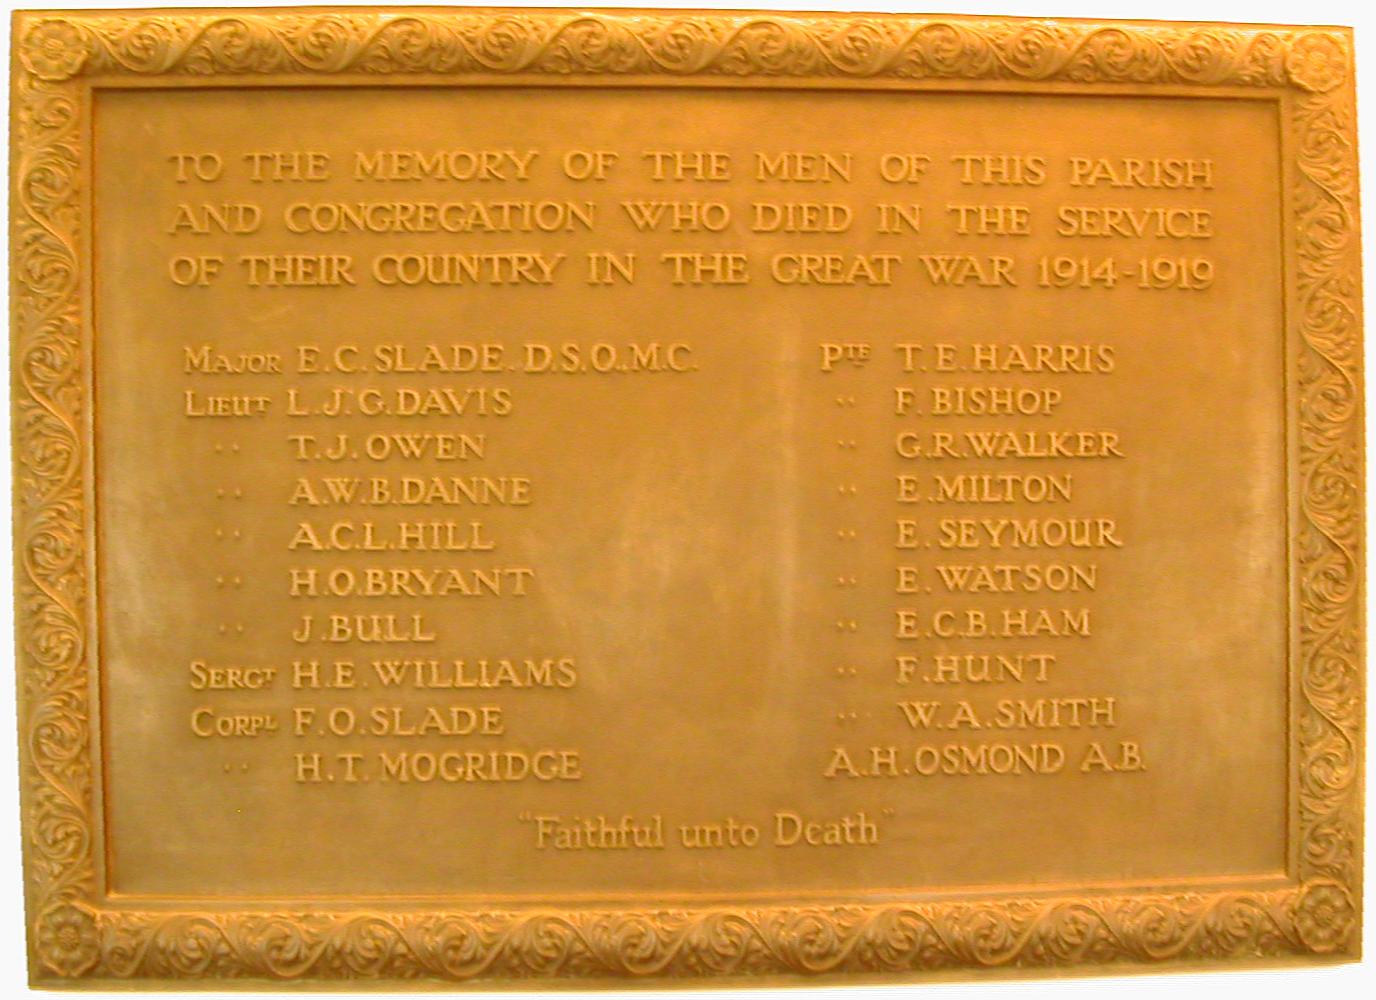 TO THE MEMORY OF THE MEN OF THIS PARISH
AND CONGREGATION WHO DIED IN THE SERVICE
OF THEIR COUNTRY IN THE GREAT WAR 1914-1919
MAJOR E.C.SLADE.D.S.O.,M.C.
LIEUT L.J.G.DAVIS
" T.J.OWEN
" A.W.B.DANNE
" A.C.L.HILL
" H.O.BRYANT
" J.BULL
SERGT H.E.WILLIAMS
CORPL F.O.SLADE
" H.T.MOGRIDGE
PTE T.E.HARRIS
" F.BISHOP
" G.R.WALKER
" E.MILTON
" E.SEYMOUR
" E.WATSON
" E.C.B.HAM
" F.HUNT
" W.A.SMITH
A.H.OSMOND A.B.
"Faithful unto Death"